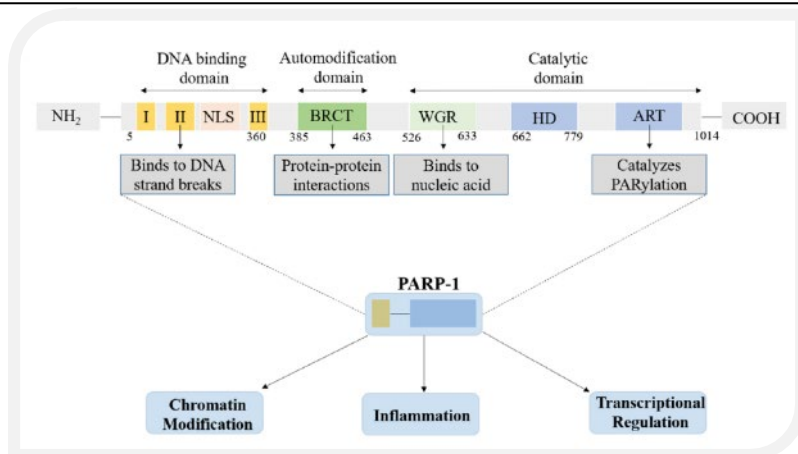 DNA binding
domain
Automodification
domain
Catalytic
domain
NH2
I
II
NLS
III
BRCT
WGR
HD
ART
COOH
5
360
385
463
526
633
662
779
1014
Binds to DNA
strand breaks
Protein-protein
interactions
Binds to
nucleic acid
Catalyzes
PARylation
PARP-1
Chromatin
Modification
Inflammation
Transcriptional
Regulation